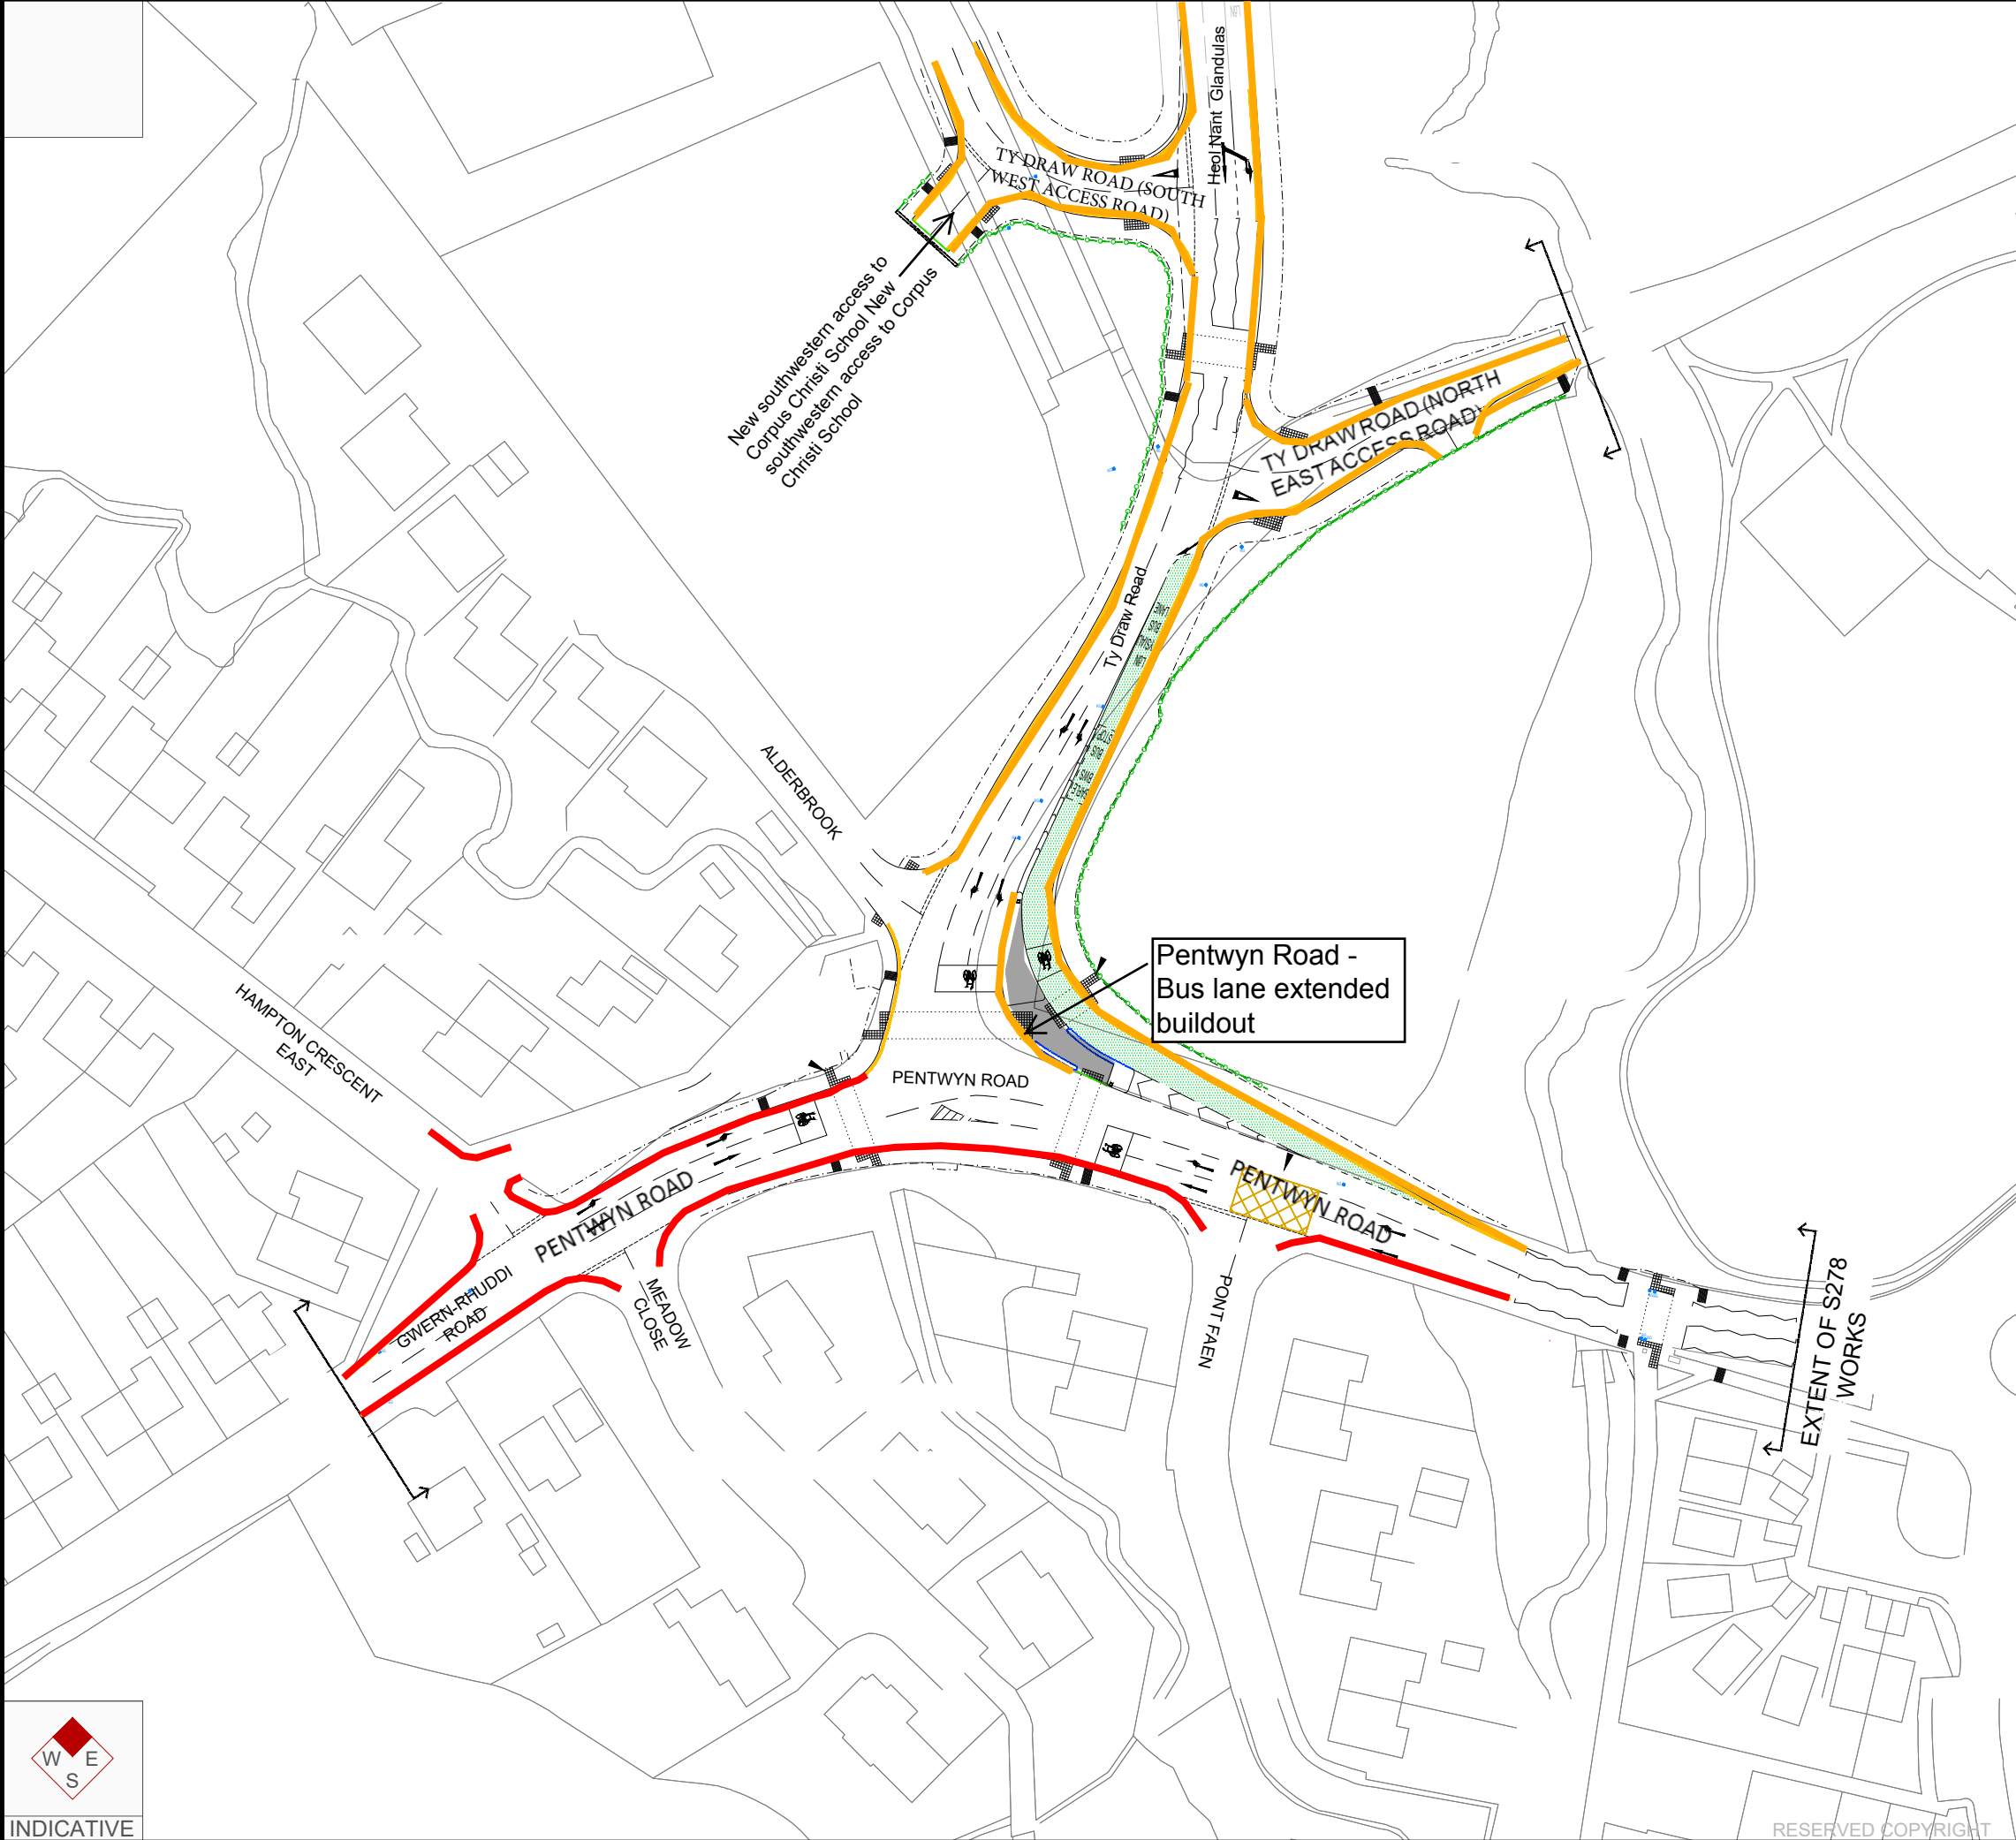 Heol Nant Glandulas
TY DRAW ROAD (SOUTH
WEST ACCESS ROAD)
New southwestern access to
Corpus Christi School New
southwestern access to Corpus
Christi School
TY DRAW ROAD (NORTH
EAST ACCESS ROAD)
Ty Draw Road
ALDERBROOK
Pentwyn Road -
Bus lane extended
buildout
HAMPTON CRESCENT
EAST
PENTWYN ROAD
PENTWYN ROAD
PENTWYN ROAD
GWERN-RHUDDI
ROAD
MEADOW
CLOSE
PONT FAEN
EXTENT OF S278
WORKS
W E
S
INDICATIVE
RESERVED COPYRIGHT